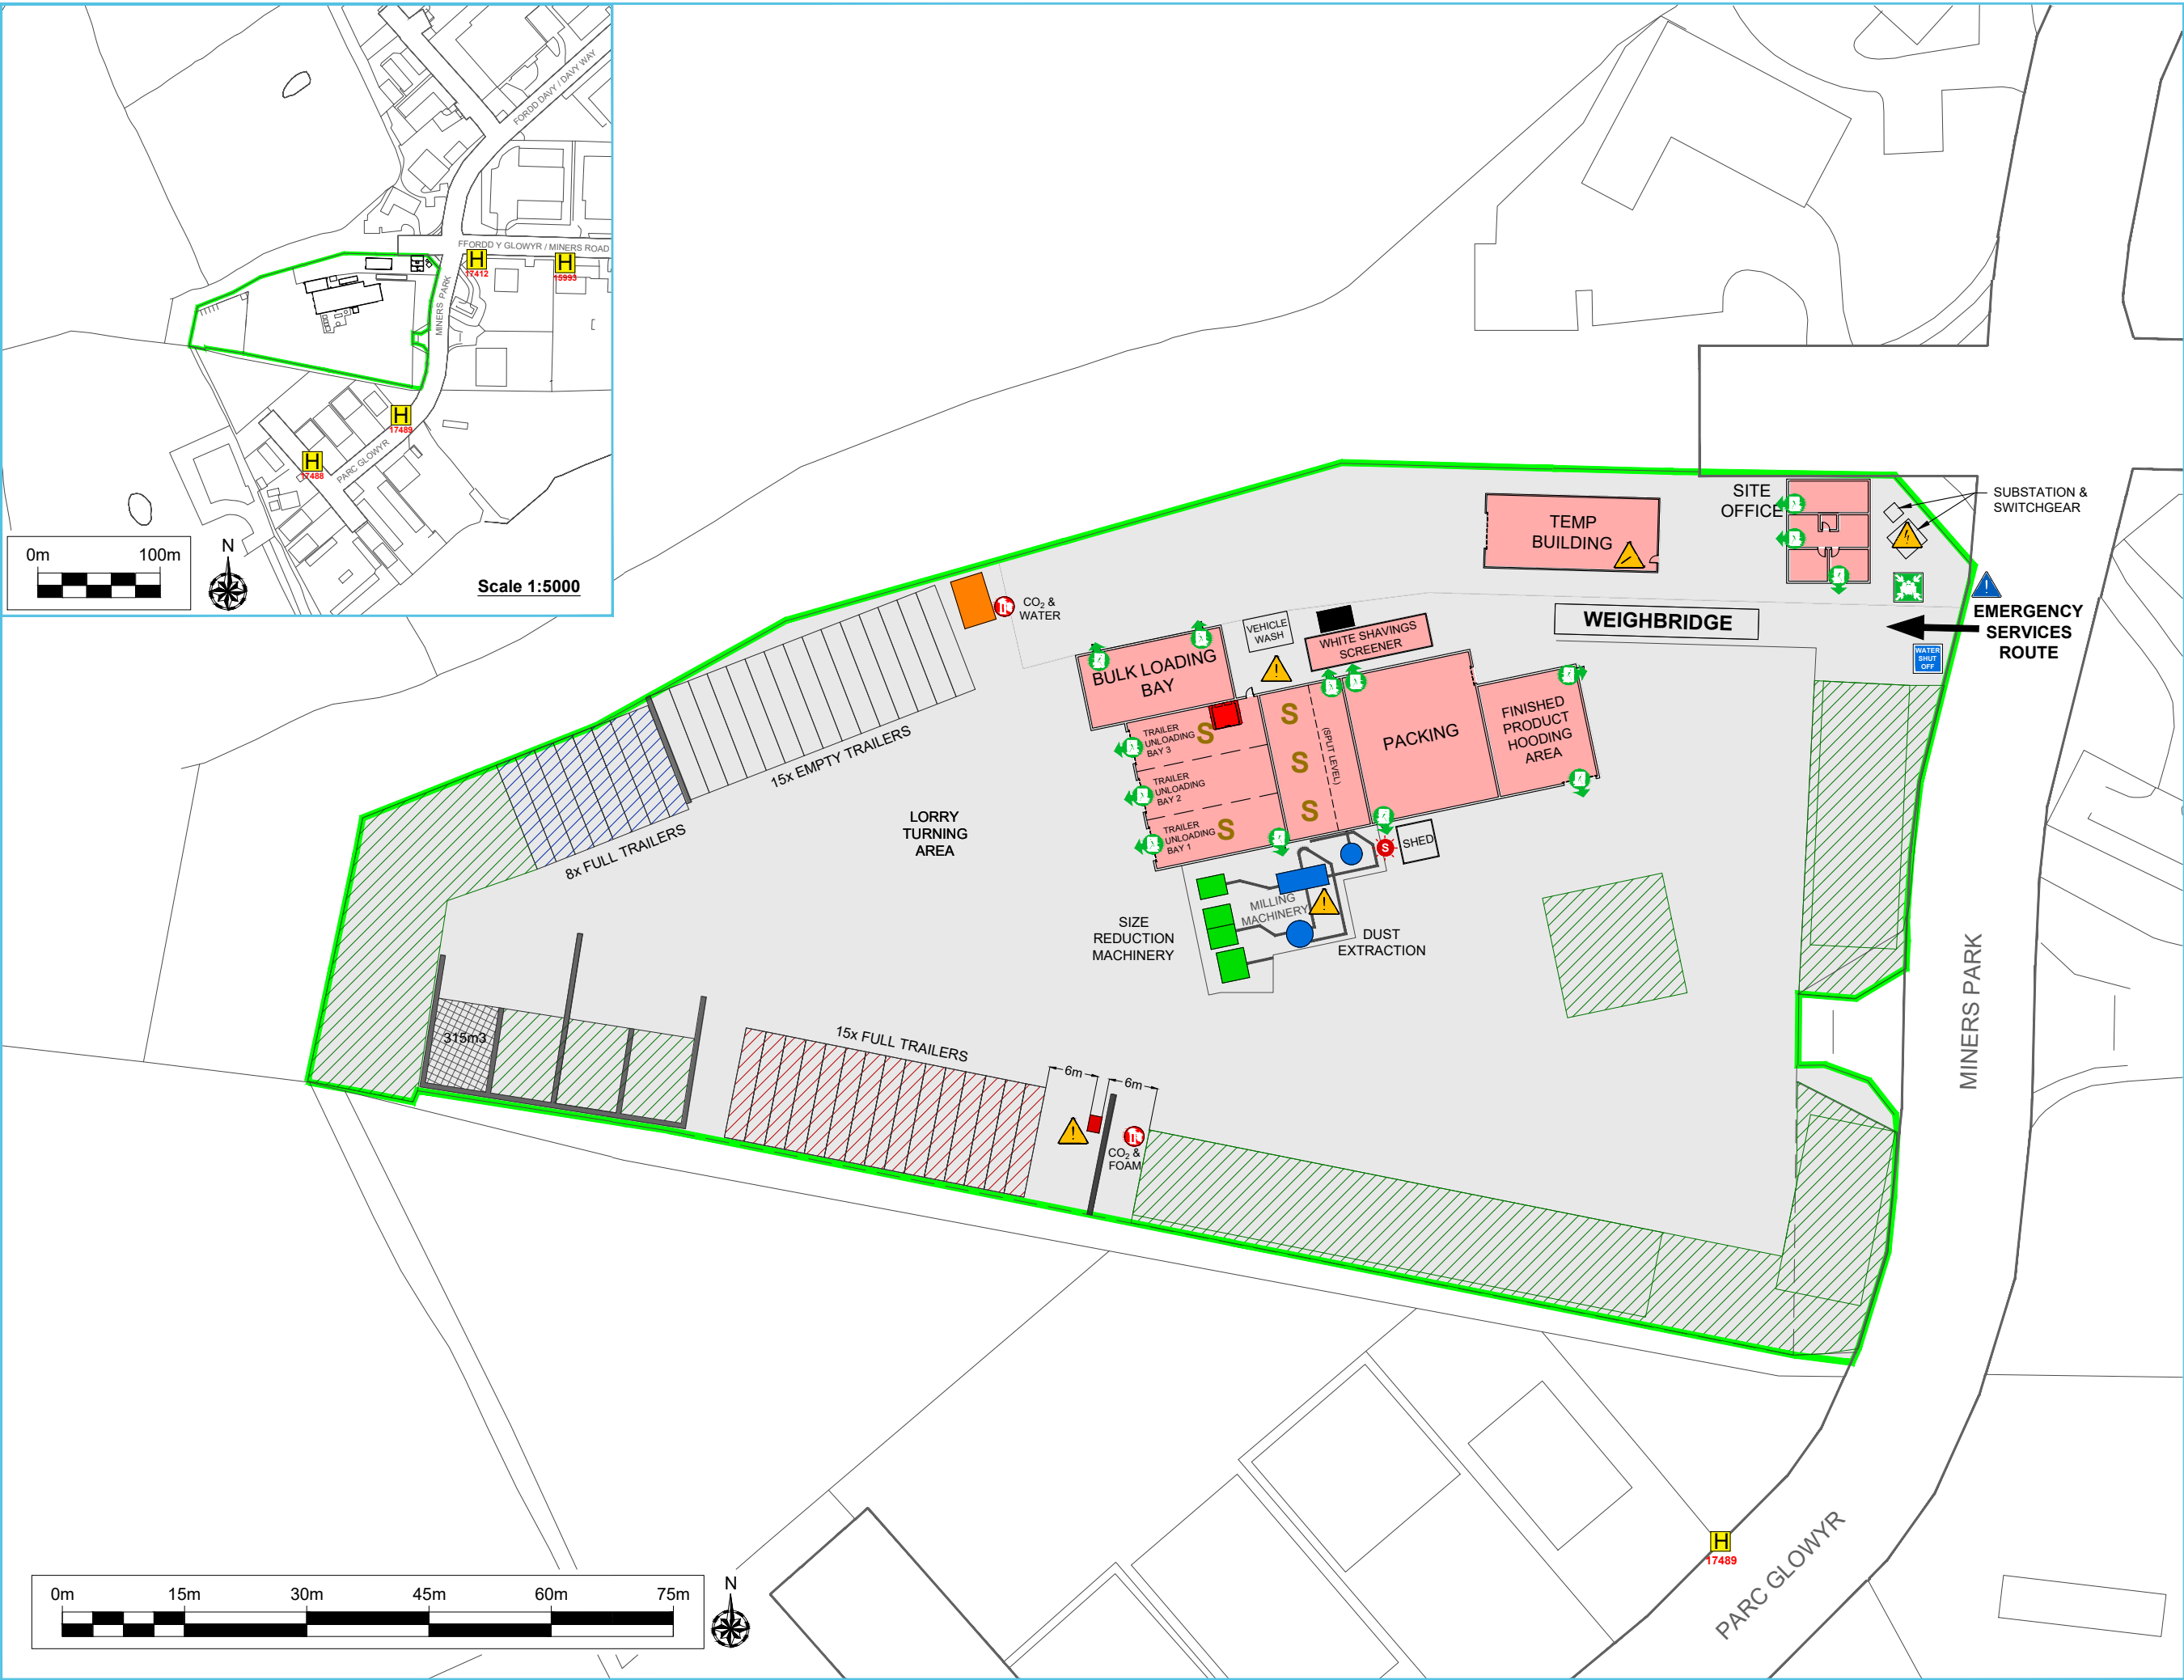 FORDD DAVY / DAVY WAY
FFORDD Y GLOWYR / MINERS ROAD
H
17412
H
15993
MINERS PARK
H
17489
H
17488
PARC GLOWYR
0m
100m
N
Scale 1:5000
SITE
OFFICE
SUBSTATION &
SWITCHGEAR
TEMP
BUILDING
WEIGHBRIDGE
EMERGENCY
SERVICES
ROUTE
WATER
SHUT
OFF
CO2 &
WATER
VEHICLE
WASH
WHITE SHAVINGS
SCREENER
BULK LOADING
BAY
TRAILER
UNLOADING
BAY 3
TRAILER
UNLOADING
BAY 2
TRAILER
UNLOADING
BAY 1
S
S
S
S
S
(SPLIT LEVEL)
PACKING
FINISHED
PRODUCT
HOODING
AREA
15x EMPTY TRAILERS
8x FULL TRAILERS
LORRY
TURNING
AREA
S
SHED
MILLING
MACHINERY
SIZE
REDUCTION
MACHINERY
DUST
EXTRACTION
315m3
15x FULL TRAILERS
6m
6m
CO2 &
FOAM
MINERS PARK
H
17489
PARC GLOWYR
0m
15m
30m
45m
60m
75m
N